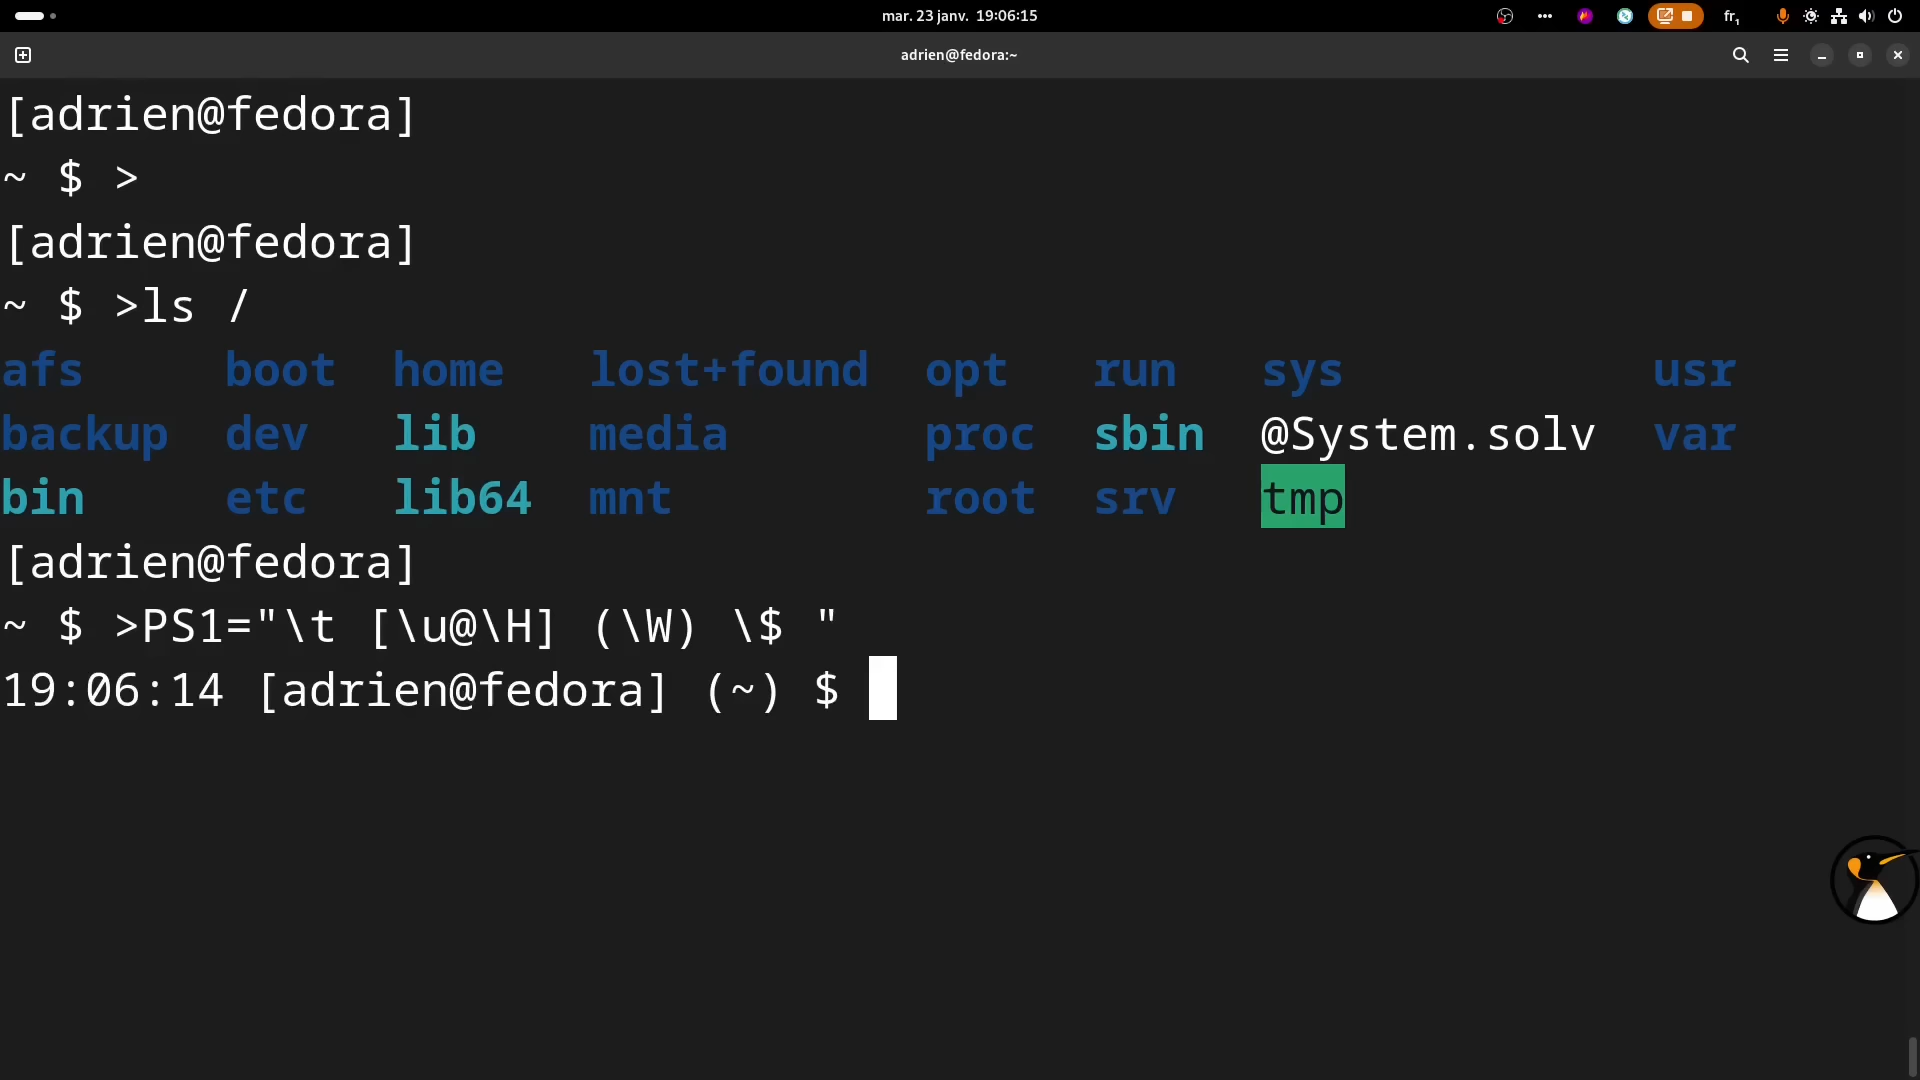 mar. 23 janv. 19:06:15
fr₁
adrien@fedora:~
[adrien@fedora]
~ $ >
[adrien@fedora]
~ $ >ls /
afs boot home lost+found opt run sys usr
backup dev lib media proc sbin @System.solv var
bin etc lib64 mnt root srv tmp
[adrien@fedora]
~ $ >PS1="\t [\u@\H] (\W) \$ "
19:06:14 [adrien@fedora] (~) $